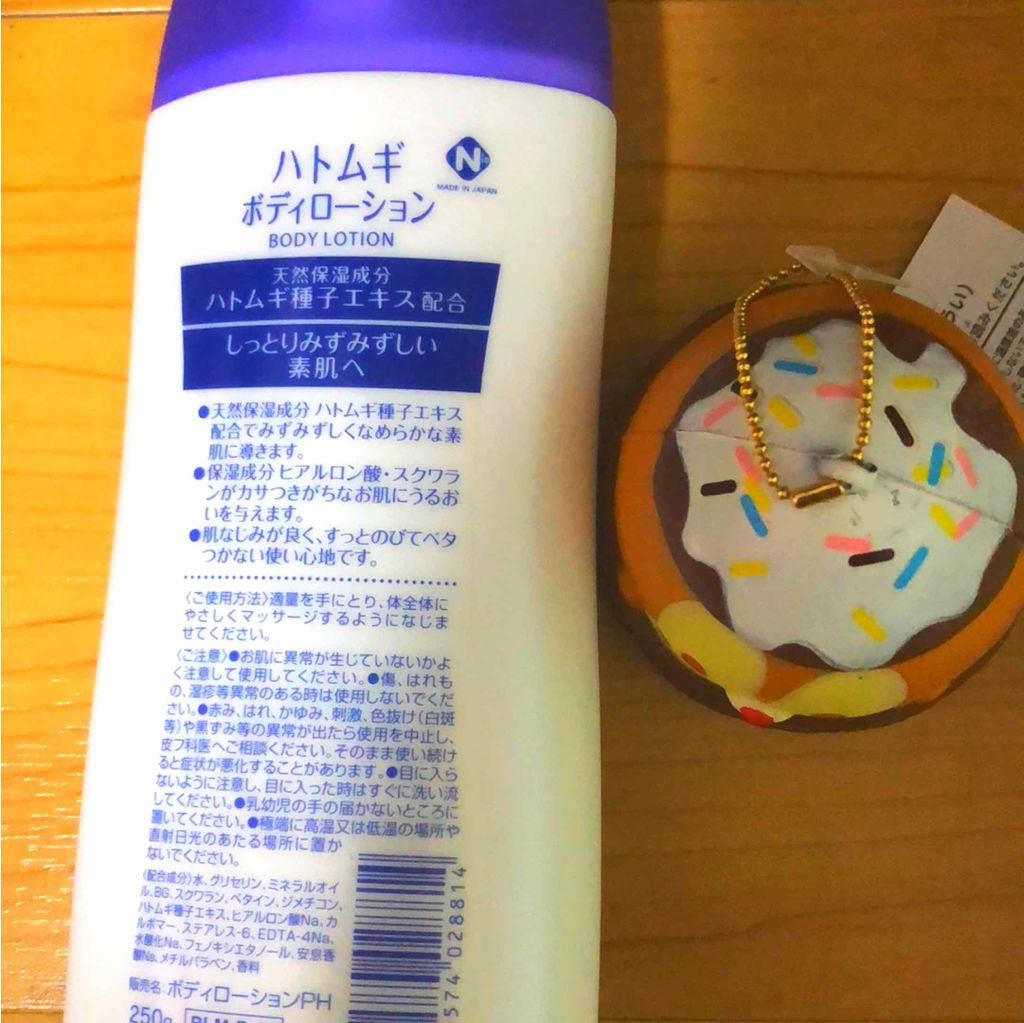 ハトムギ
N
MADE IN JAPAN
ボディローション
BODY LOTION
天然保湿成分
ハトムギ種子エキス配合
しっとりみずみずしい
素肌へ
●天然保湿成分 ハトムギ種子エキス
配合でみずみずしくなめらかな素
肌に導きます。
●保湿成分 ヒアルロン酸・スクワラ
ンがカサつきがちなお肌にうるお
いを与えます。
●肌なじみが良く、すっとのびてベタ
つかない使い心地です。
〈ご使用方法〉適量を手にとり、体全体に
やさしくマッサージするようになじま
せてください。
〈ご注意〉●お肌に異常が生じていないかよ
く注意して使用してください。●傷、はれも
の、湿疹等異常のある時は使用しないでくだ
さい。●赤み、はれ、かゆみ、刺激、色抜け(白斑
等)や黒ずみ等の異常が出たら使用を中止し、
皮フ科医へご相談ください。そのまま使い続け
ると症状が悪化することがあります。●目に入ら
ないように注意し、目に入った時はすぐに洗い流
してください。●乳幼児の手の届かないところに
置いてください。●極端に高温又は低温の場所や
直射日光のあたる場所に置か
ないでください。
〈配合成分〉水、グリセリン、ミネラルオイ
ル、BG、スクワラン、ベタイン、ジメチコン、
ハトムギ種子エキス、ヒアルロン酸Na、カ
ルボマー、ステアレス-6、EDTA-4Na、
水酸化Na、フェノキシエタノール、安息香
酸Na、メチルパラベン、香料
販売名 ボディローションPH
250g
574 028814